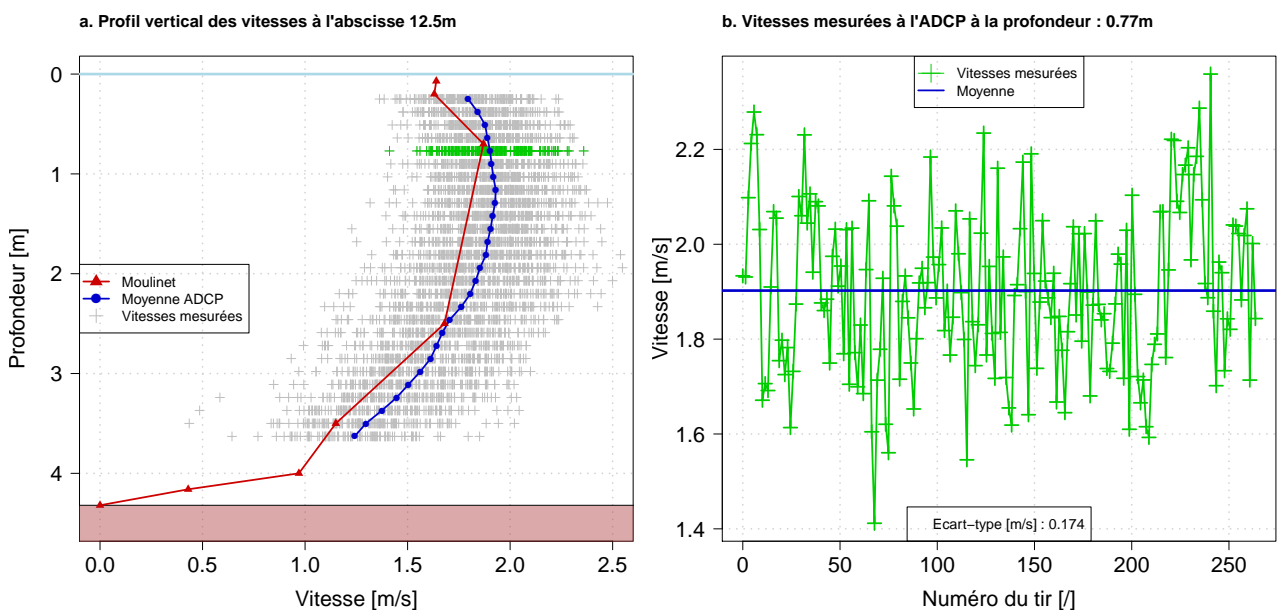 a. Profil vertical des vitesses à l'abscisse 12.5m
0
1
2
3
4
Profondeur [m]
Moulinet
Moyenne ADCP
Vitesses mesurées
0.0 0.5 1.0 1.5 2.0 2.5
Vitesse [m/s]
b. Vitesses mesurées à l'ADCP à la profondeur : 0.77m
2.2
2.0
1.8
1.6
1.4
Vitesse [m/s]
Vitesses mesurées
Moyenne
Ecart−type [m/s] : 0.174
0 50 100 150 200 250
Numéro du tir [/]